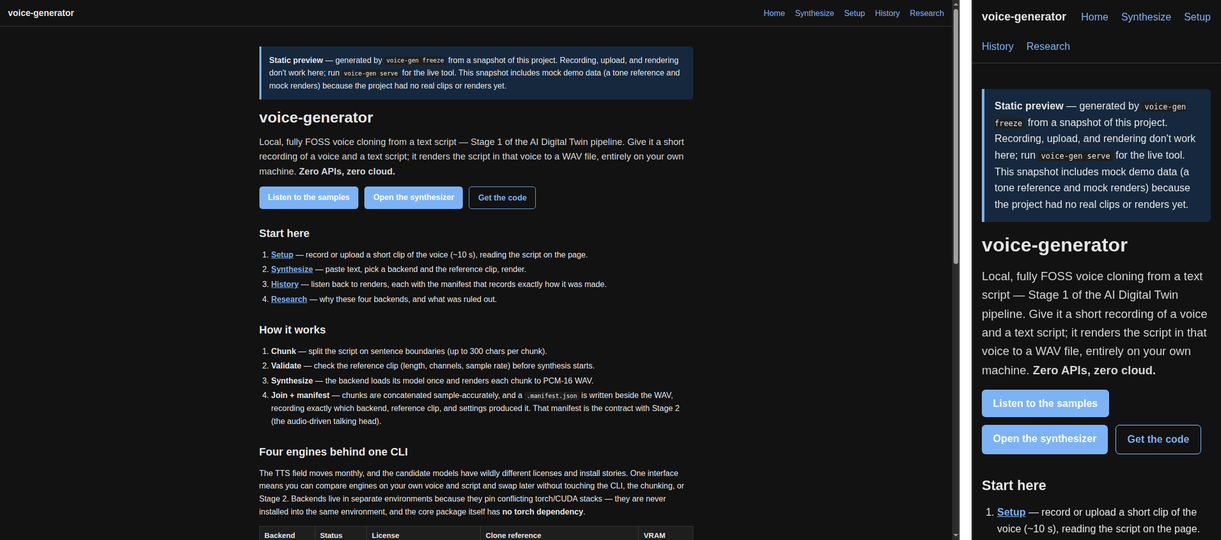 voice-generator
Home Synthesize Setup History Research
Static preview — generated by voice-gen freeze from a snapshot of this project. Recording, upload, and rendering
don't work here; run voice-gen serve for the live tool. This snapshot includes mock demo data (a tone reference and
mock renders) because the project had no real clips or renders yet.
voice-generator
Local, fully FOSS voice cloning from a text script — Stage 1 of the AI Digital Twin pipeline. Give it a short
recording of a voice and a text script; it renders the script in that voice to a WAV file, entirely on your own
machine. Zero APIs, zero cloud.
Listen to the samples
Open the synthesizer
Get the code
Start here
1. Setup — record or upload a short clip of the voice (~10 s), reading the script on the page.
2. Synthesize — paste text, pick a backend and the reference clip, render.
3. History — listen back to renders, each with the manifest that records exactly how it was made.
4. Research — why these four backends, and what was ruled out.
How it works
1. Chunk — split the script on sentence boundaries (up to 300 chars per chunk).
2. Validate — check the reference clip (length, channels, sample rate) before synthesis starts.
3. Synthesize — the backend loads its model once and renders each chunk to PCM-16 WAV.
4. Join + manifest — chunks are concatenated sample-accurately, and a .manifest.json is written beside the WAV,
recording exactly which backend, reference clip, and settings produced it. That manifest is the contract with Stage 2
(the audio-driven talking head).
Four engines behind one CLI
The TTS field moves monthly, and the candidate models have wildly different licenses and install stories. One interface
means you can compare engines on your own voice and script and swap later without touching the CLI, the chunking, or
Stage 2. Backends live in separate environments because they pin conflicting torch/CUDA stacks — they are never
installed into the same environment, and the core package itself has no torch dependency.
Backend Status License Clone reference VRAM
voice-generator Home Synthesize Setup
History Research
Static preview — generated by voice-gen
freeze from a snapshot of this project.
Recording, upload, and rendering don't work
here; run voice-gen serve for the live tool.
This snapshot includes mock demo data (a
tone reference and mock renders) because
the project had no real clips or renders yet.
voice-generator
Local, fully FOSS voice cloning from a text
script — Stage 1 of the AI Digital Twin
pipeline. Give it a short recording of a voice
and a text script; it renders the script in that
voice to a WAV file, entirely on your own
machine. Zero APIs, zero cloud.
Listen to the samples
Open the synthesizer
Get the code
Start here
1. Setup — record or upload a short clip of the
voice (~10 s), reading the script on the page.